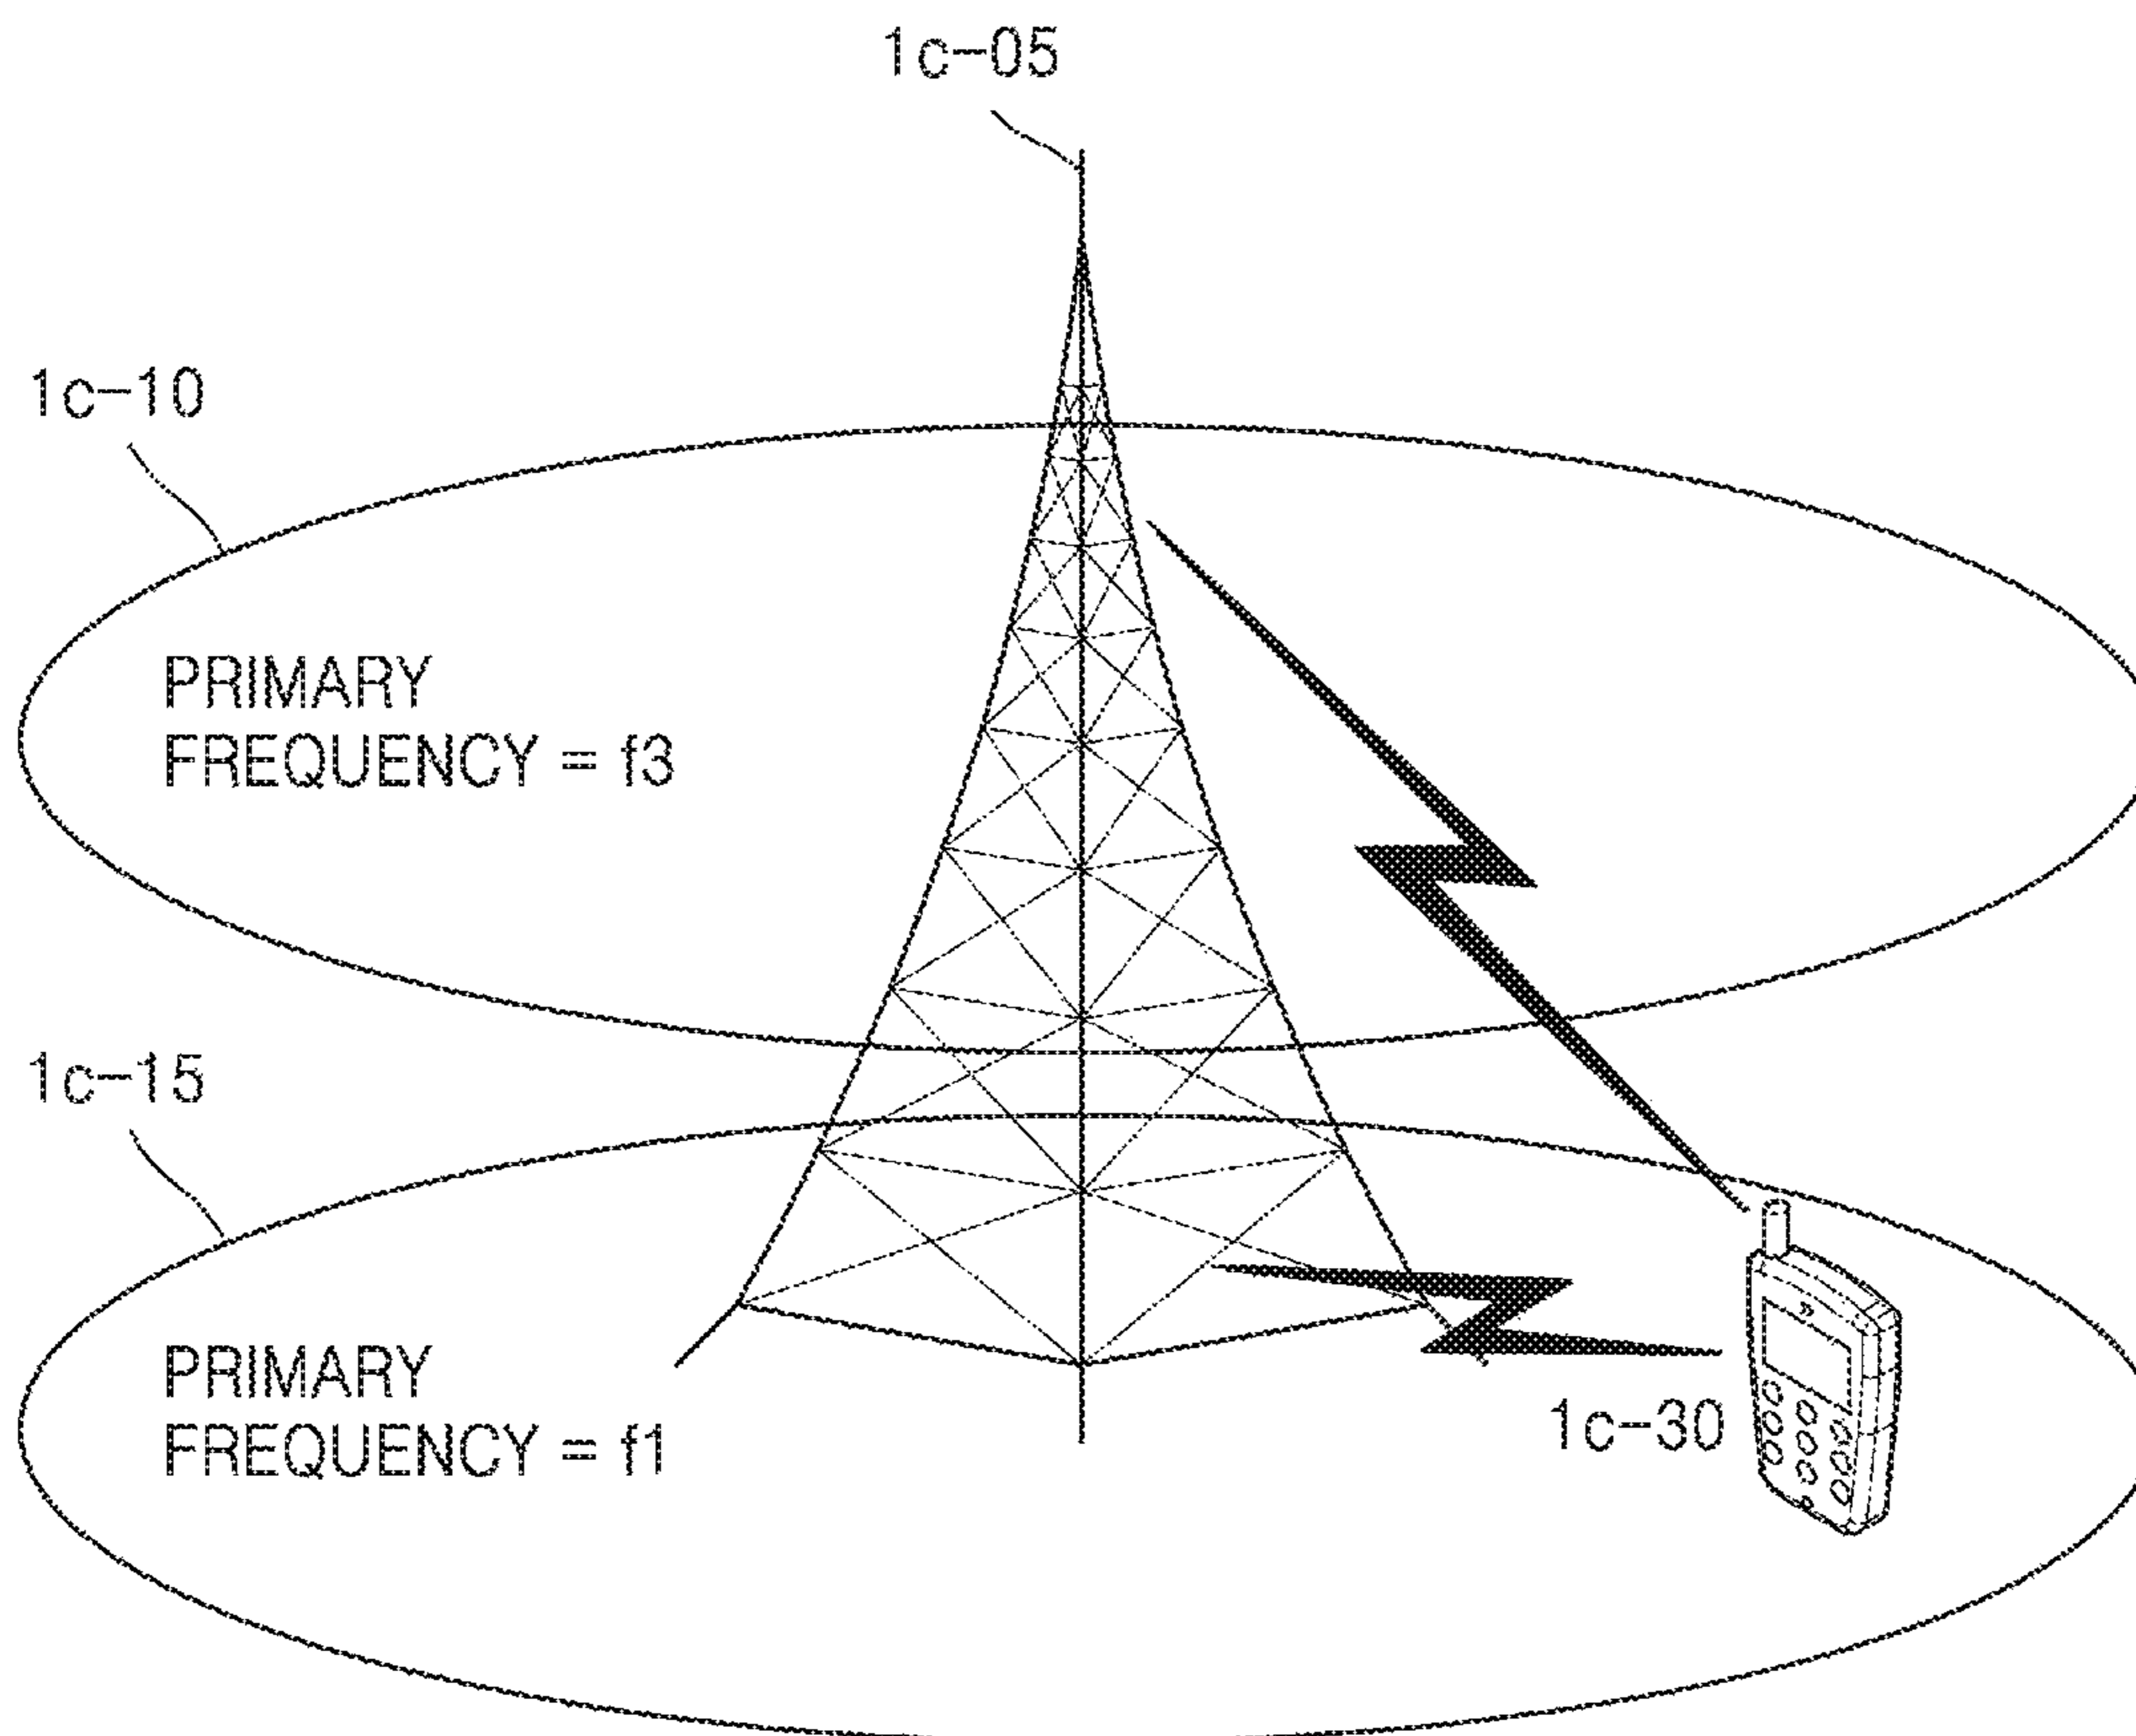 1c-05
1c-10
PRIMARY
FREQUENCY = f3
1c-15
PRIMARY
FREQUENCY = f1
1c-30